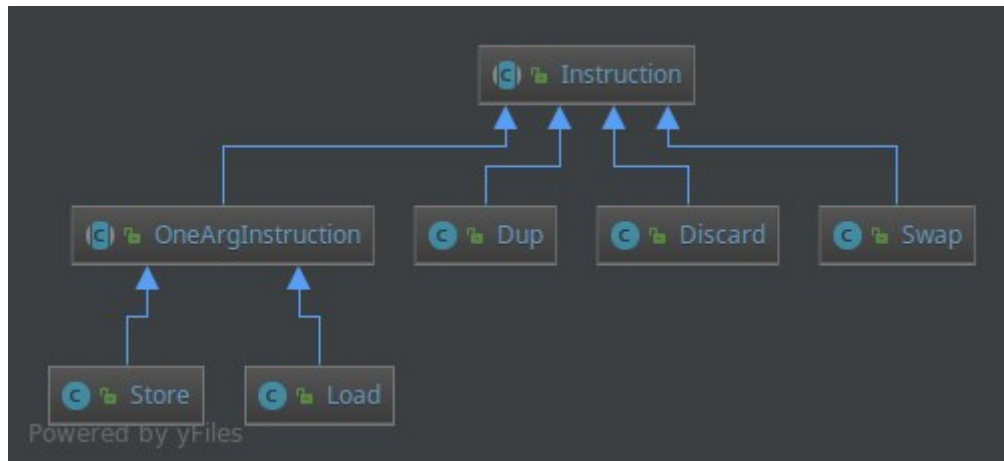 Instruction
OneArgInstruction Dup Discard Swap
Store Load
Powered by yFiles